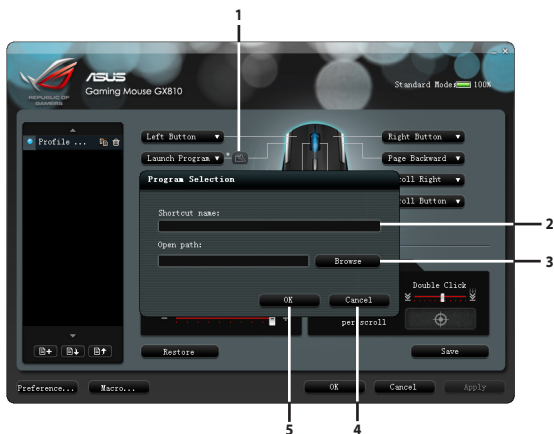 1
REPUBLIC OF
GAMERS
ASUS
Gaming Mouse GX810
Standard Mode: 100%
Profile ...
Left Button
Right Button
Launch Program
Page Backward
Program Selection
oll Right
oll Button
Shortcut name:
2
Open path:
Browse
3
Double Click
OK
Cancel
per scroll
Restore
Save
Preference...
Macro...
OK
Cancel
Apply
5
4